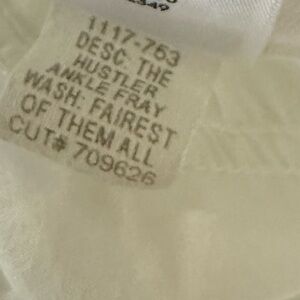 1117-753
DESC: THE
HUSTLER
ANKLE FRAY
WASH: FAIREST
OF THEM ALL
CUT# 709626